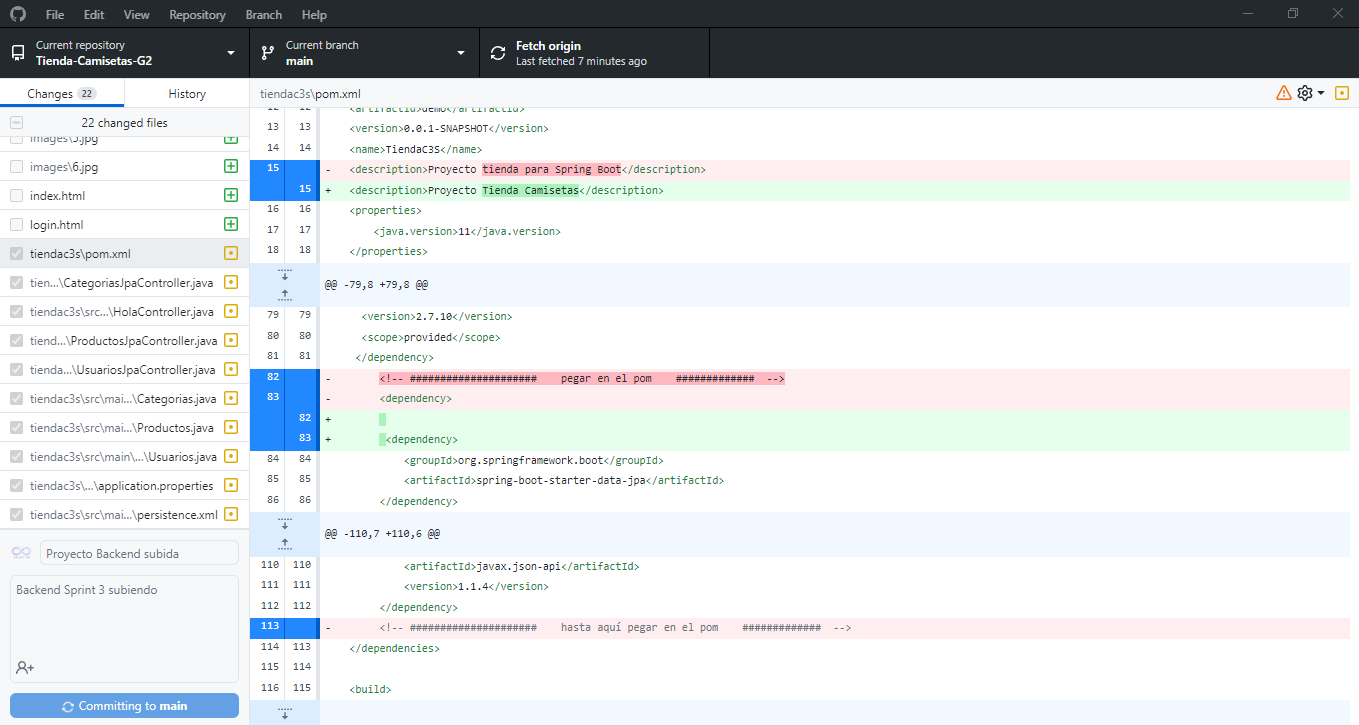 File Edit View Repository Branch Help
Current repository
Tienda-Camisetas-G2
Current branch
main
Fetch origin
Last fetched 7 minutes ago
Changes 22 History
22 changed files
images\5.jpg
images\6.jpg
index.html
login.html
tiendac3s\pom.xml
tien...\CategoriasJpaController.java
tiendac3s\src...\HolaController.java
tiend...\ProductosJpaController.java
tienda...\UsuariosJpaController.java
tiendac3s\src\mai...\Categorias.java
tiendac3s\src\mai...\Productos.java
tiendac3s\src\main\...\Usuarios.java
tiendac3s\...\application.properties
tiendac3s\src\mai...\persistence.xml
Proyecto Backend subida
Backend Sprint 3 subiendo
Committing to main
tiendac3s\pom.xml
12 12 <artifactId>demo</artifactId>
13 13 <version>0.0.1-SNAPSHOT</version>
14 14 <name>TiendaC3S</name>
15 - <description>Proyecto tienda para Spring Boot</description>
15 + <description>Proyecto Tienda Camisetas</description>
16 16 <properties>
17 17 <java.version>11</java.version>
18 18 </properties>
@@ -79,8 +79,8 @@
79 79 <version>2.7.10</version>
80 80 <scope>provided</scope>
81 81 </dependency>
82 - <!-- ##################### pegar en el pom ############# -->
83 - <dependency>
82 +
83 + <dependency>
84 84 <groupId>org.springframework.boot</groupId>
85 85 <artifactId>spring-boot-starter-data-jpa</artifactId>
86 86 </dependency>
@@ -110,7 +110,6 @@
110 110 <artifactId>javax.json-api</artifactId>
111 111 <version>1.1.4</version>
112 112 </dependency>
113 - <!-- ##################### hasta aquí pegar en el pom ############# -->
114 113 </dependencies>
115 114
116 115 <build>